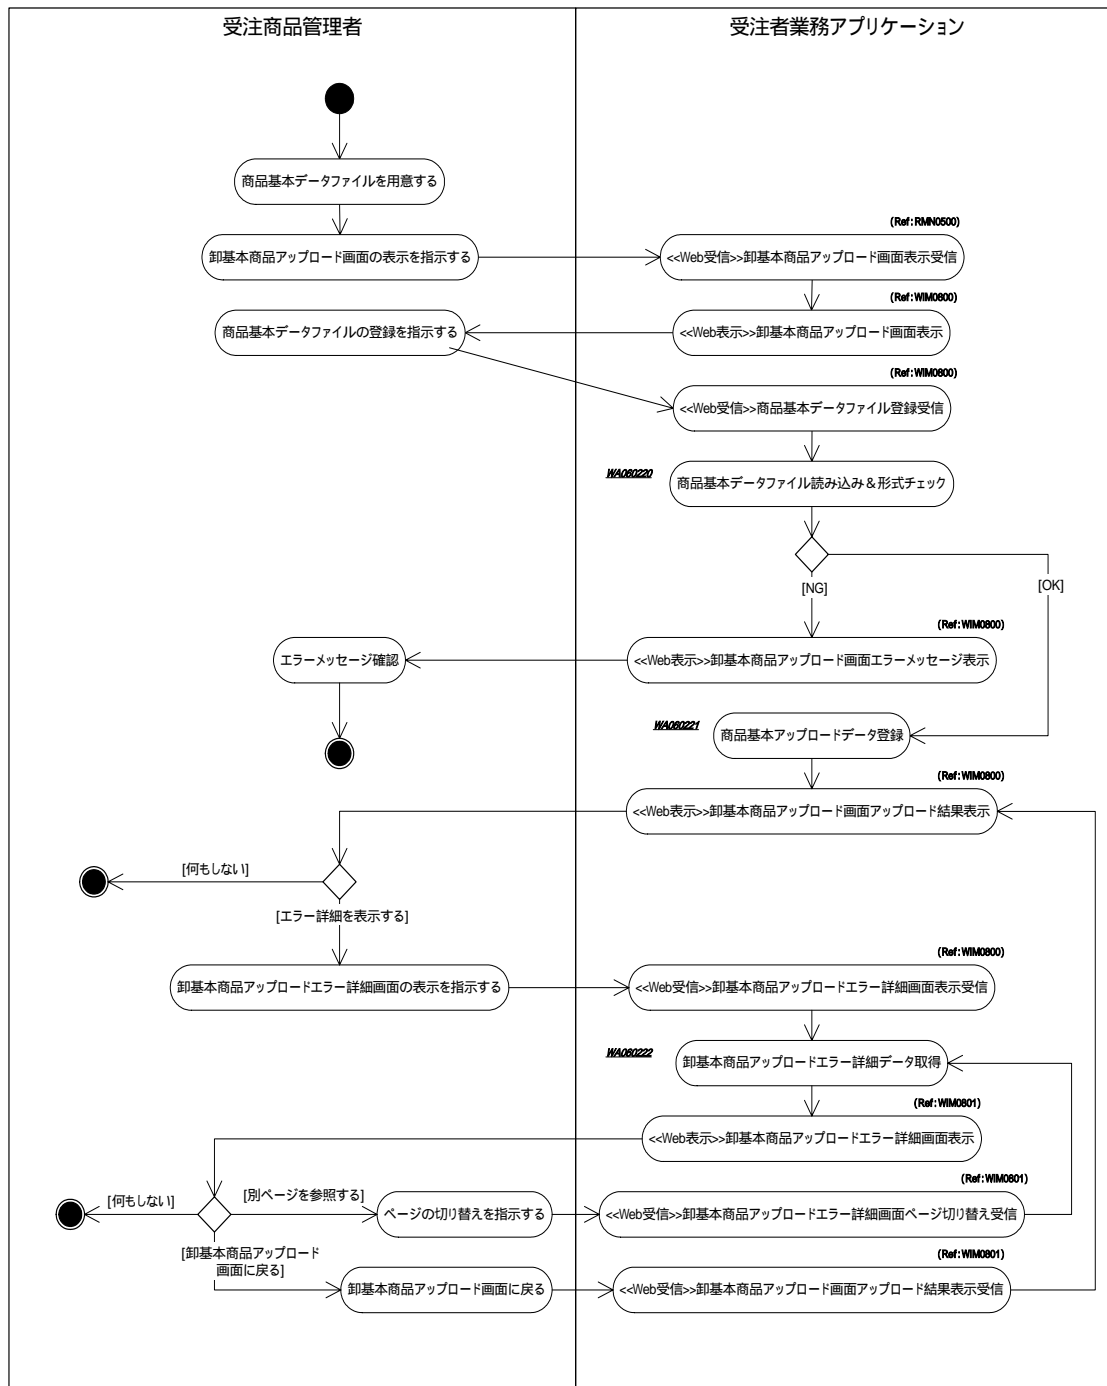 受注商品管理者
受注者業務アプリケーション
商品基本データファイルを用意する
(Ref:RMN0500)
卸基本商品アップロード画面の表示を指示する
<<Web受信>>卸基本商品アップロード画面表示受信
(Ref:WIM0800)
商品基本データファイルの登録を指示する
<<Web表示>>卸基本商品アップロード画面表示
(Ref:WIM0800)
<<Web受信>>商品基本データファイル登録受信
WA060220
商品基本データファイル読み込み&形式チェック
[NG]
[OK]
(Ref:WIM0800)
エラーメッセージ確認
<<Web表示>>卸基本商品アップロード画面エラーメッセージ表示
WA060221
商品基本アップロードデータ登録
(Ref:WIM0800)
<<Web表示>>卸基本商品アップロード画面アップロード結果表示
[何もしない]
[エラー詳細を表示する]
(Ref:WIM0800)
卸基本商品アップロードエラー詳細画面の表示を指示する
<<Web受信>>卸基本商品アップロードエラー詳細画面表示受信
WA060222
卸基本商品アップロードエラー詳細データ取得
(Ref:WIM0801)
<<Web表示>>卸基本商品アップロードエラー詳細画面表示
(Ref:WIM0801)
[何もしない]
[別ページを参照する]
ページの切り替えを指示する
<<Web受信>>卸基本商品アップロードエラー詳細画面ページ切り替え受信
[卸基本商品アップロード
画面に戻る]
(Ref:WIM0801)
卸基本商品アップロード画面に戻る
<<Web受信>>卸基本商品アップロード画面アップロード結果表示受信